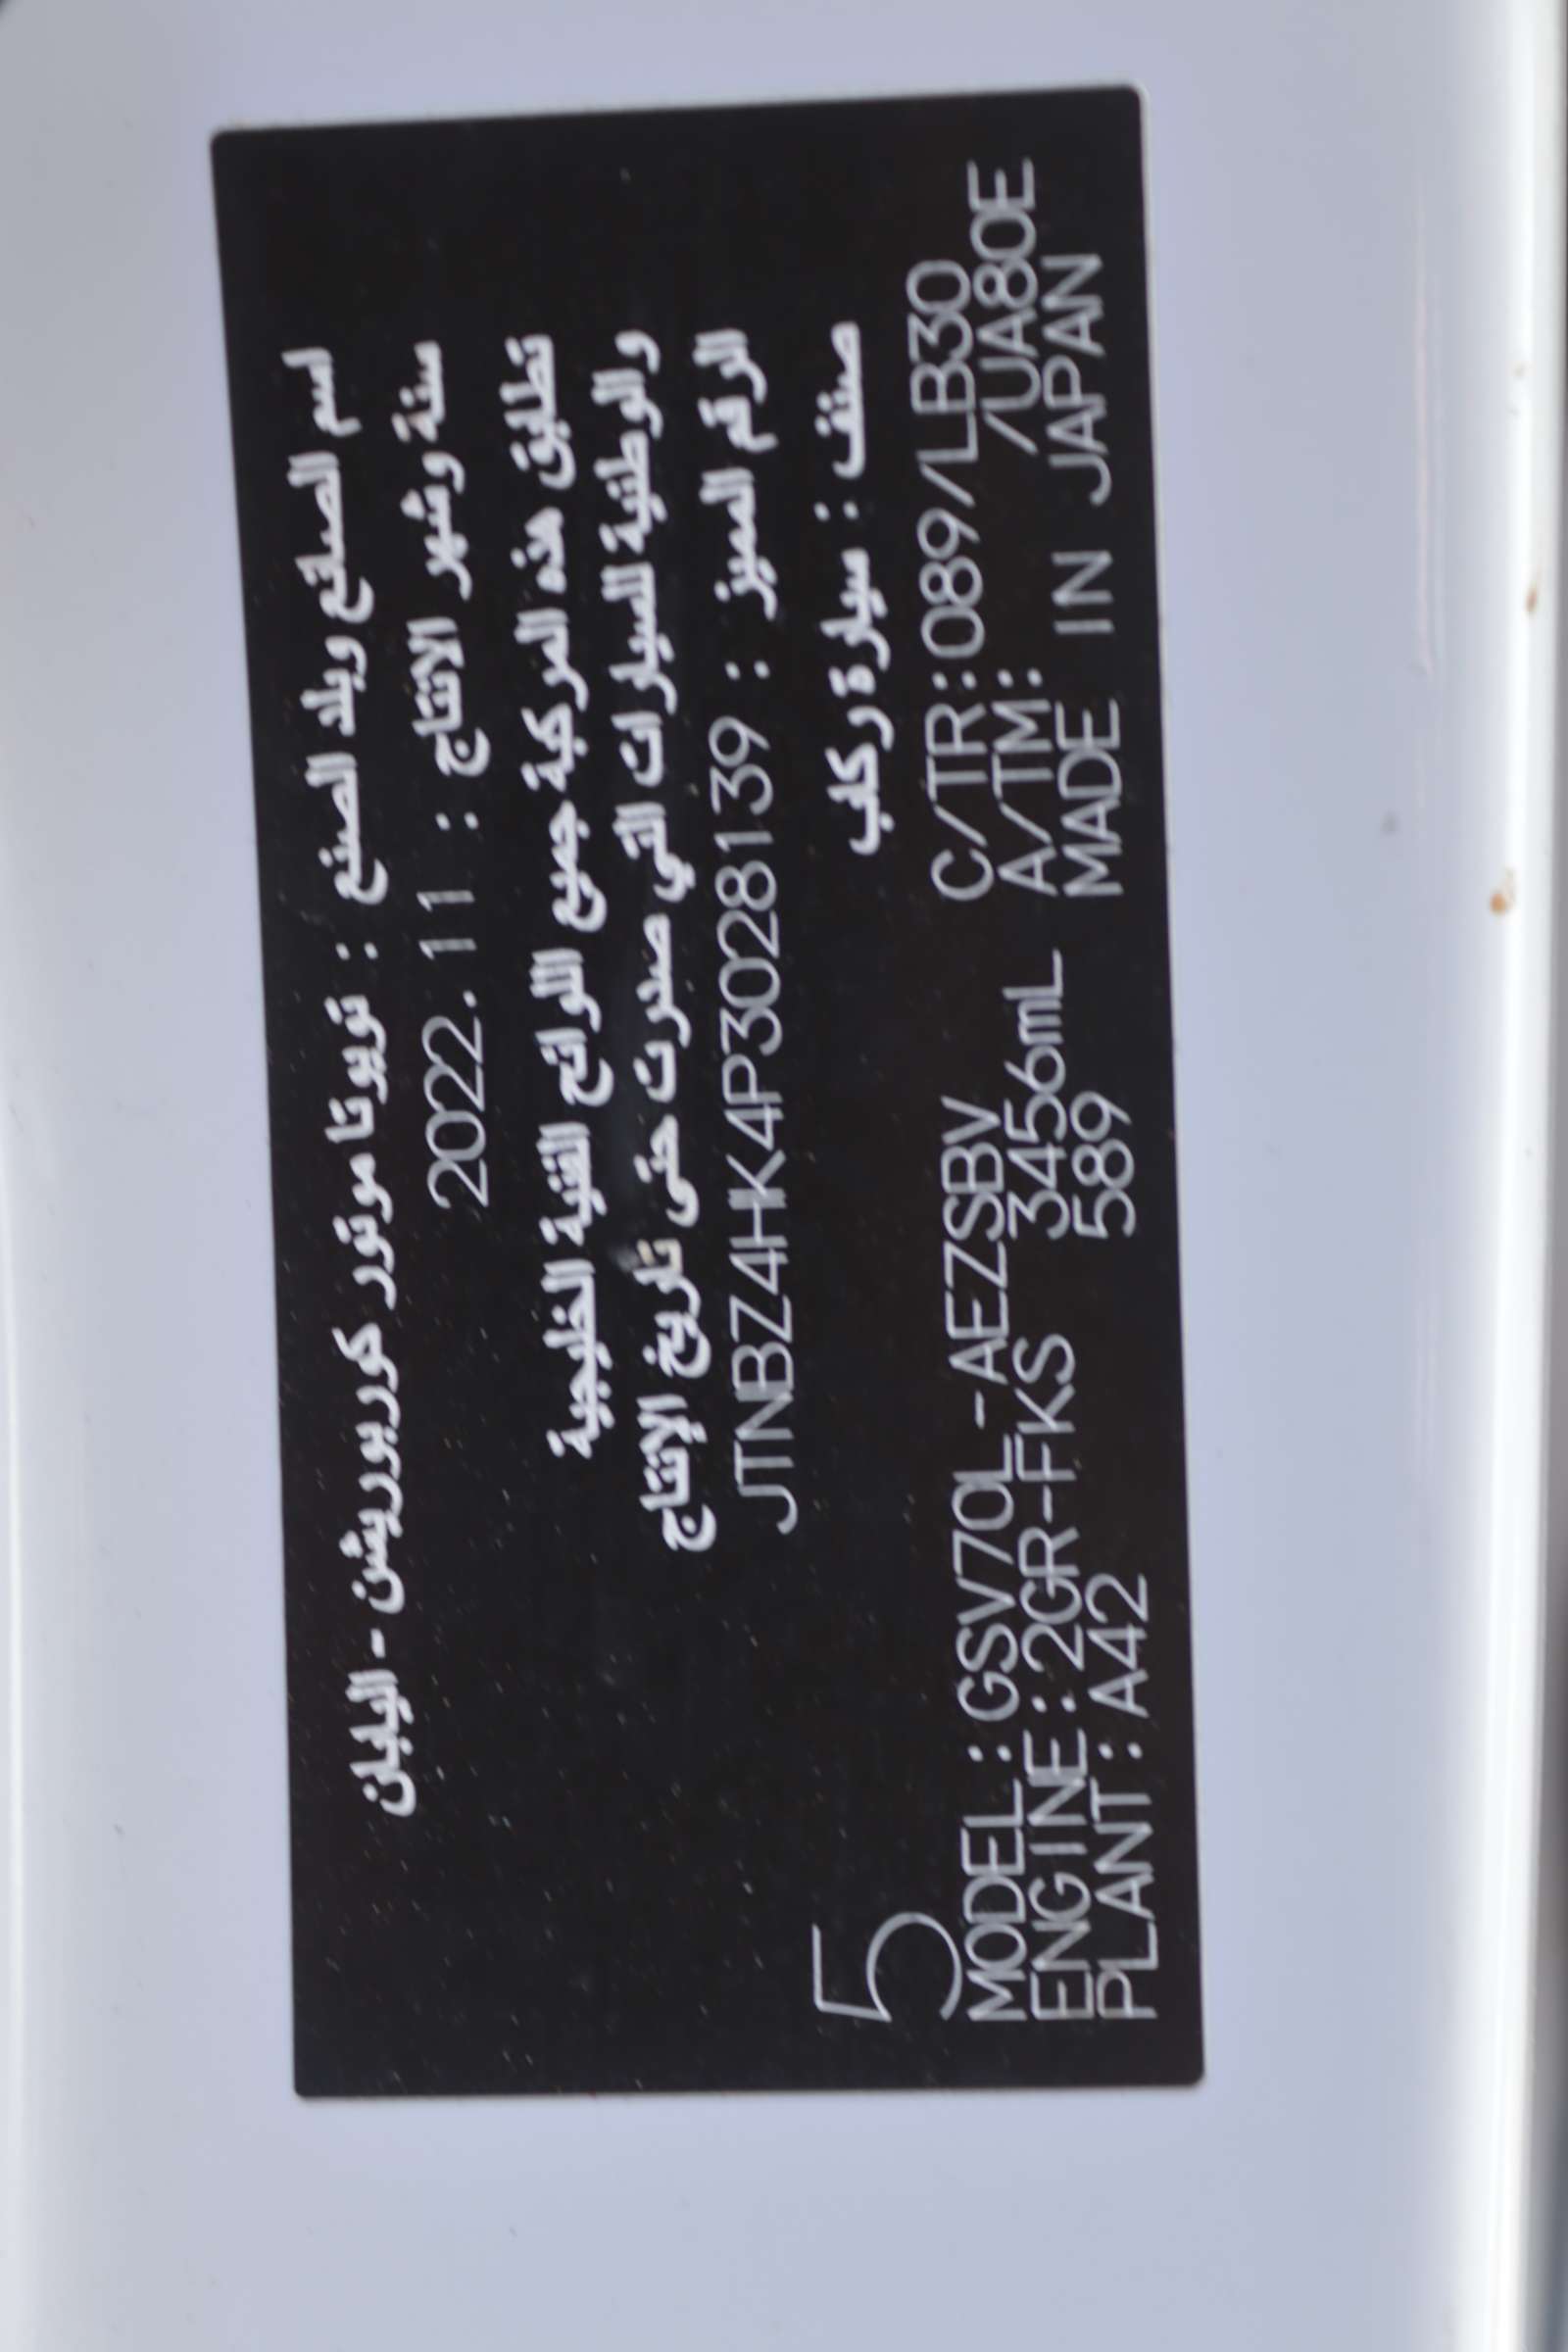 اسم الصانع وبلد الصنع : تويوتا موتور كوربوريشن - اليابان
سنة وشهر الانتاج : 2022.11
تطابق هذه المركبة جميع اللوائح الفنية الخليجية
والوطنية للسيارات التي صدرت حتى تاريخ الإنتاج
الرقم المميز : JTNBZ4HK4P3028139
صنف : سيارة ركاب
5
MODEL:GSV70L-AEZSBV C/TR:089/LB30
ENGINE:2GR-FKS 3456mL A/TM: /UA80E
PLANT:A42 589 MADE IN JAPAN